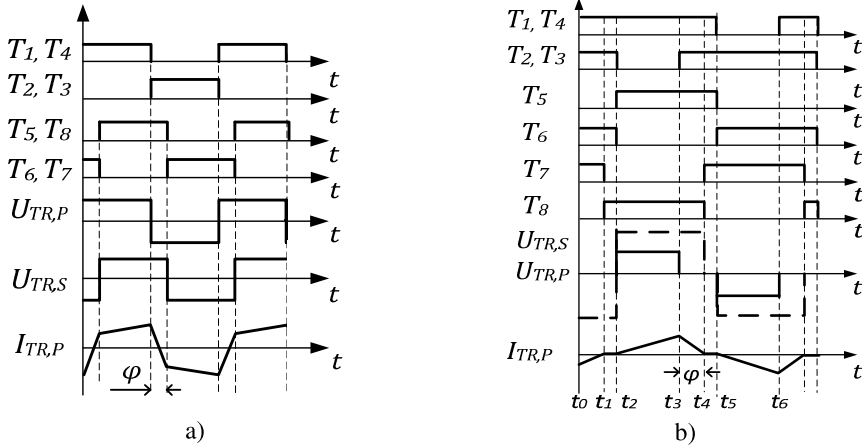 T1, T4
t
T2, T3
t
T5, T8
t
T6, T7
t
UTR,P
t
UTR,S
t
ITR,P
t
φ
a)
T1, T4
t
T2, T3
t
T5
t
T6
t
T7
t
T8
t
UTR,S
UTR,P
t
ITR,P
t
φ
t0 t1 t2 t3 t4 t5 t6
b)